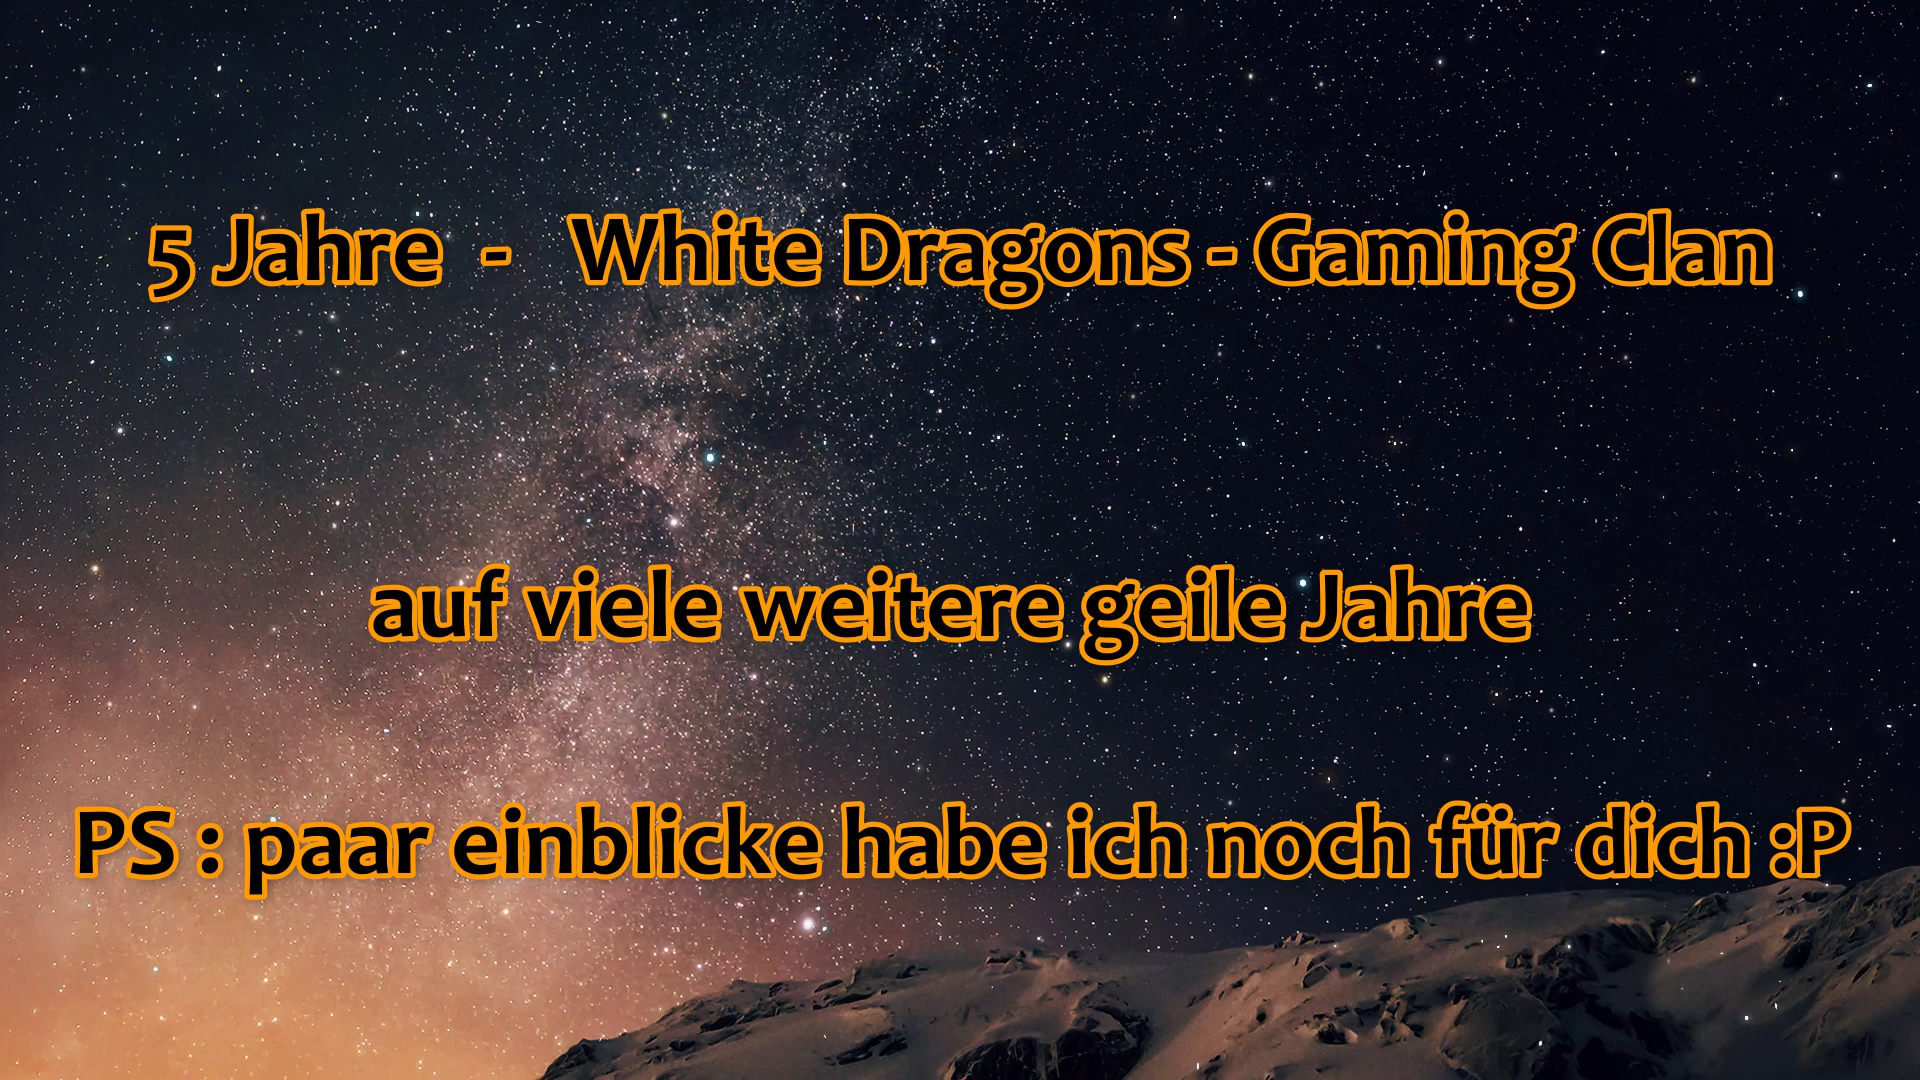 5 Jahre - White Dragons - Gaming Clan
auf viele weitere geile Jahre
PS : paar einblicke habe ich noch für dich :P